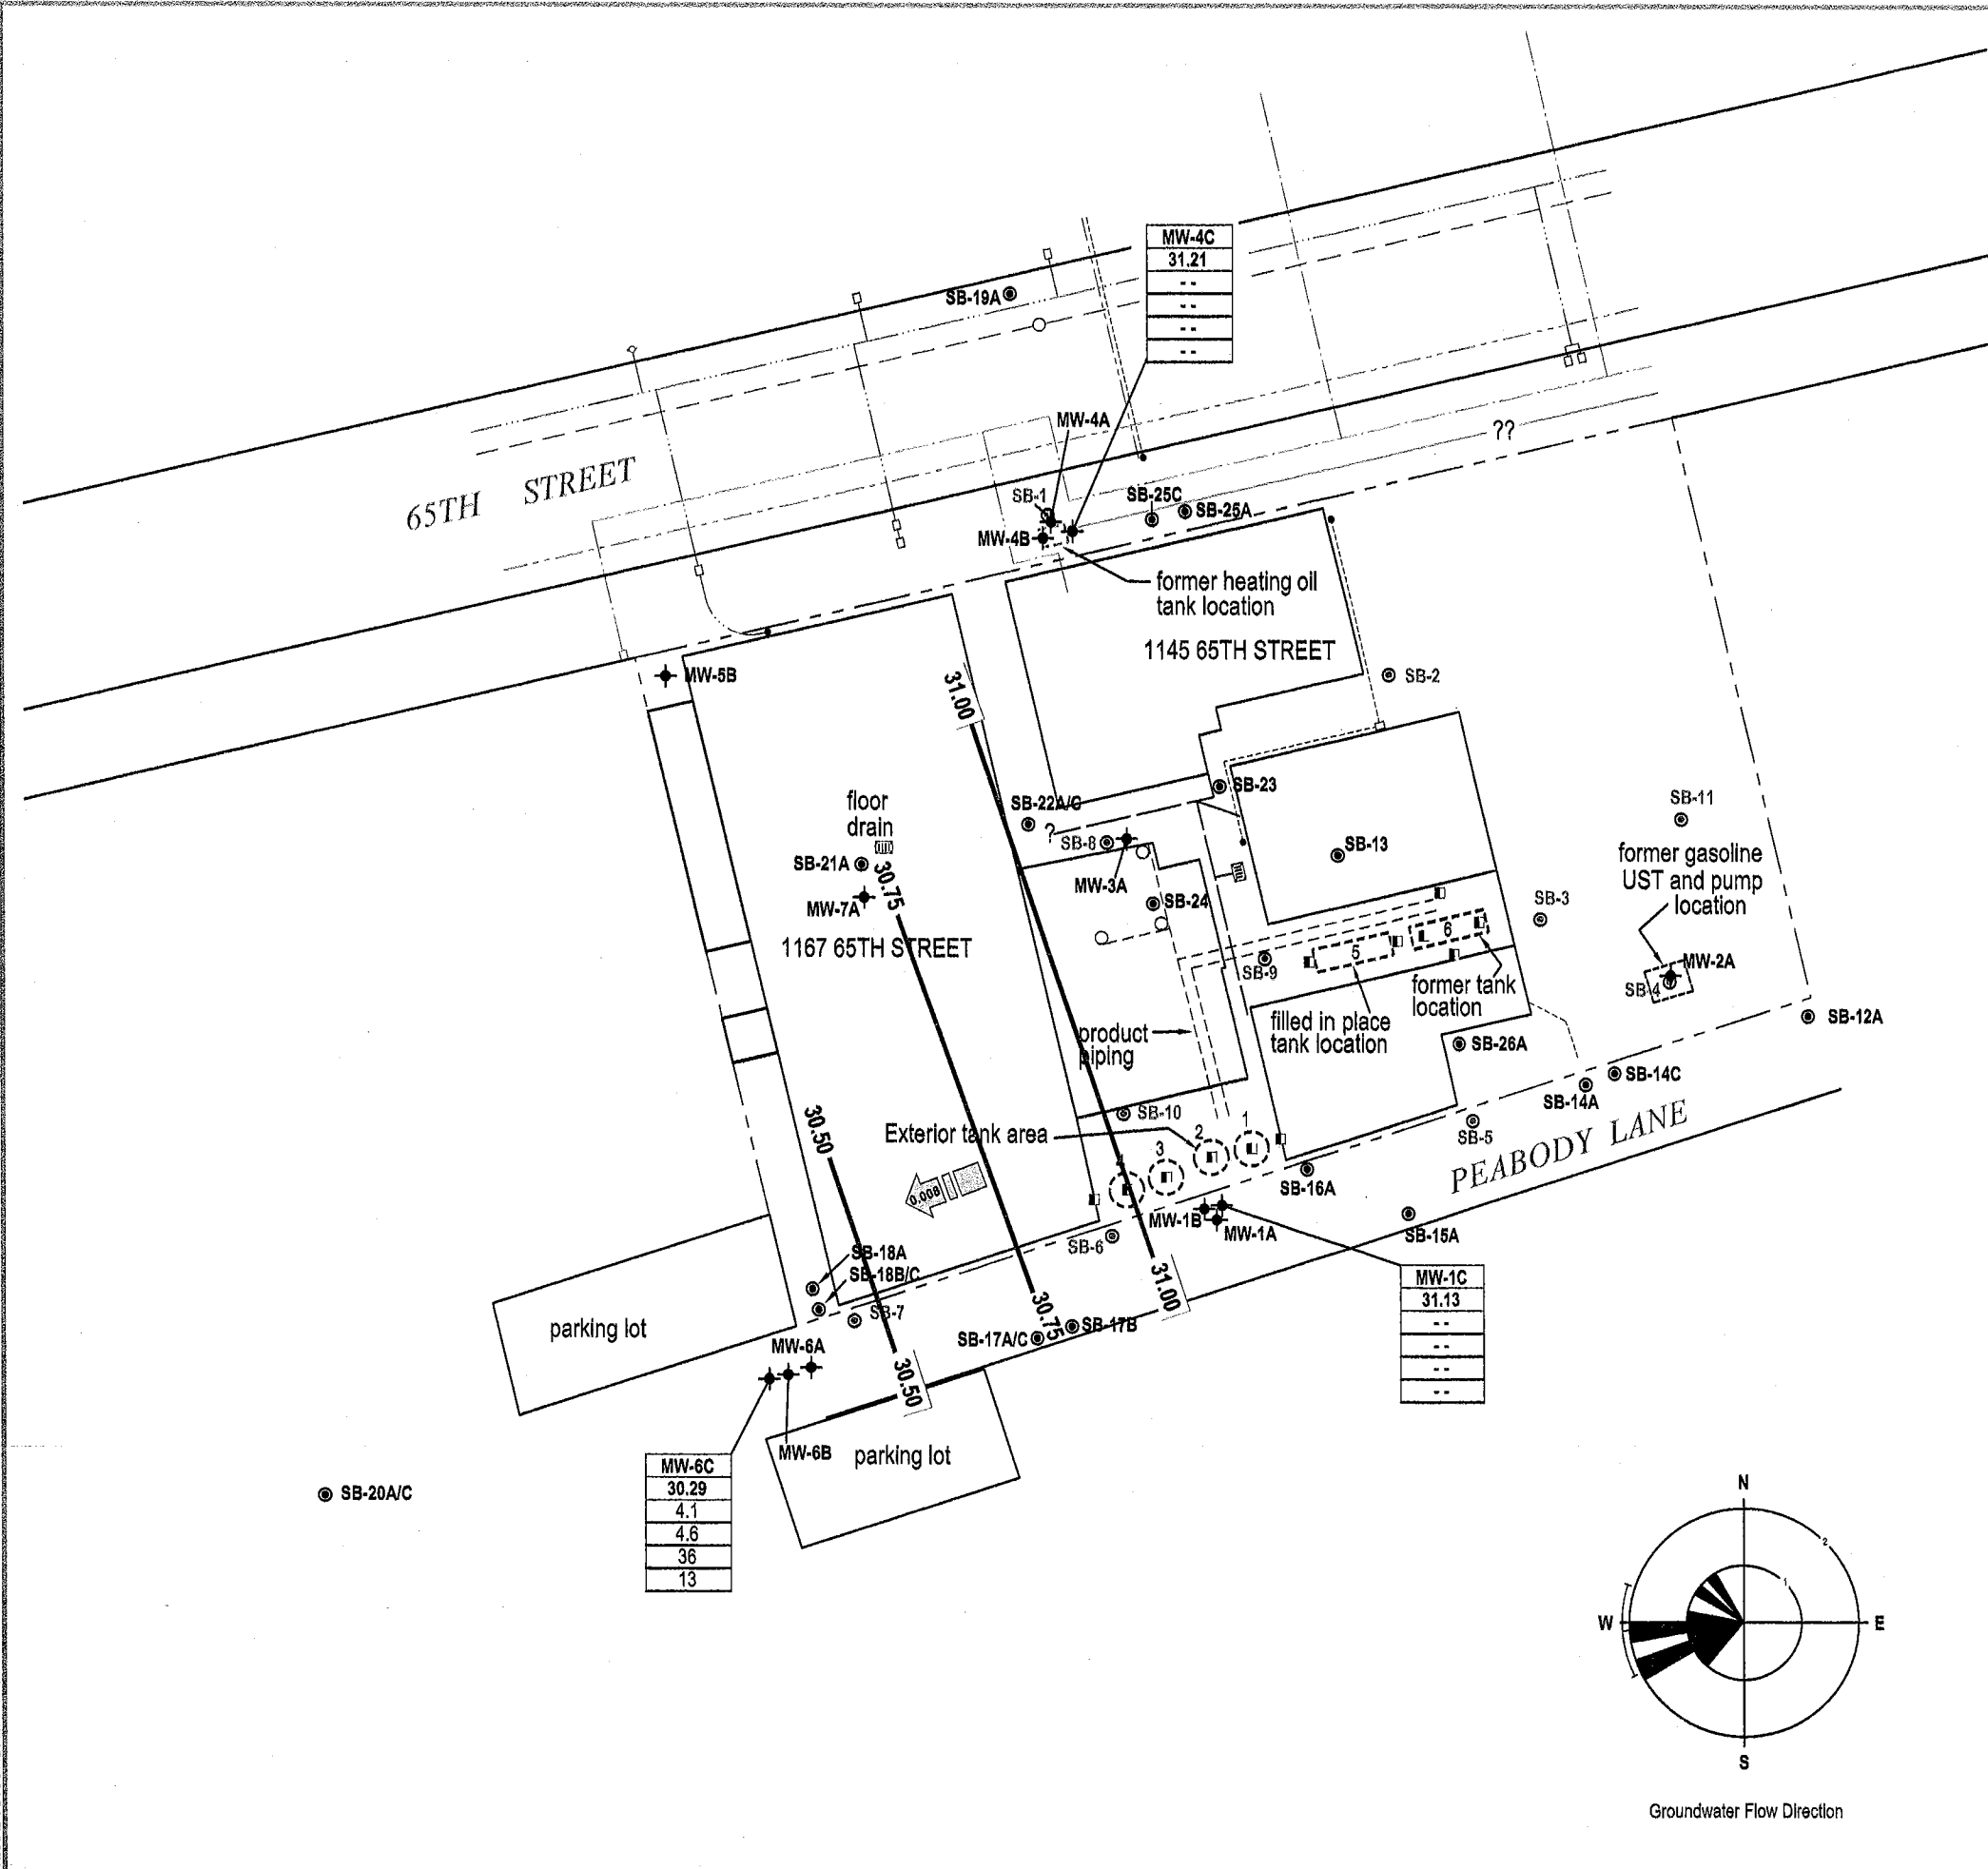 MW-4C
31.21
- -
- -
- -
- -
SB-19A
MW-4A
??
65TH STREET
SB-1
SB-25C
SB-25A
MW-4B
former heating oil
tank location
1145 65TH STREET
MW-5B
SB-2
31.00
SB-23
floor
drain
SB-22A/C
?
SB-8
SB-13
SB-11
SB-21A
30.75
MW-3A
former gasoline
UST and pump
location
MW-7A
SB-24
SB-3
1167 65TH STREET
6
5
SB-9
MW-2A
SB-4
former tank
location
filled in place
tank location
product
piping
SB-12A
SB-26A
SB-14C
SB-14A
30.50
SB-10
Exterior tank area
1
2
3
4
SB-5
PEABODY LANE
0.008
SB-16A
MW-1B
MW-1A
SB-15A
SB-6
SB-18A
SB-18B/C
31.00
MW-1C
31.13
- -
- -
- -
- -
SB-7
30.75
SB-17B
SB-17A/C
parking lot
MW-6A
30.50
MW-6B
parking lot
MW-6C
30.29
4.1
4.6
36
13
SB-20A/C
N
2
1
W
E
S
Groundwater Flow Direction